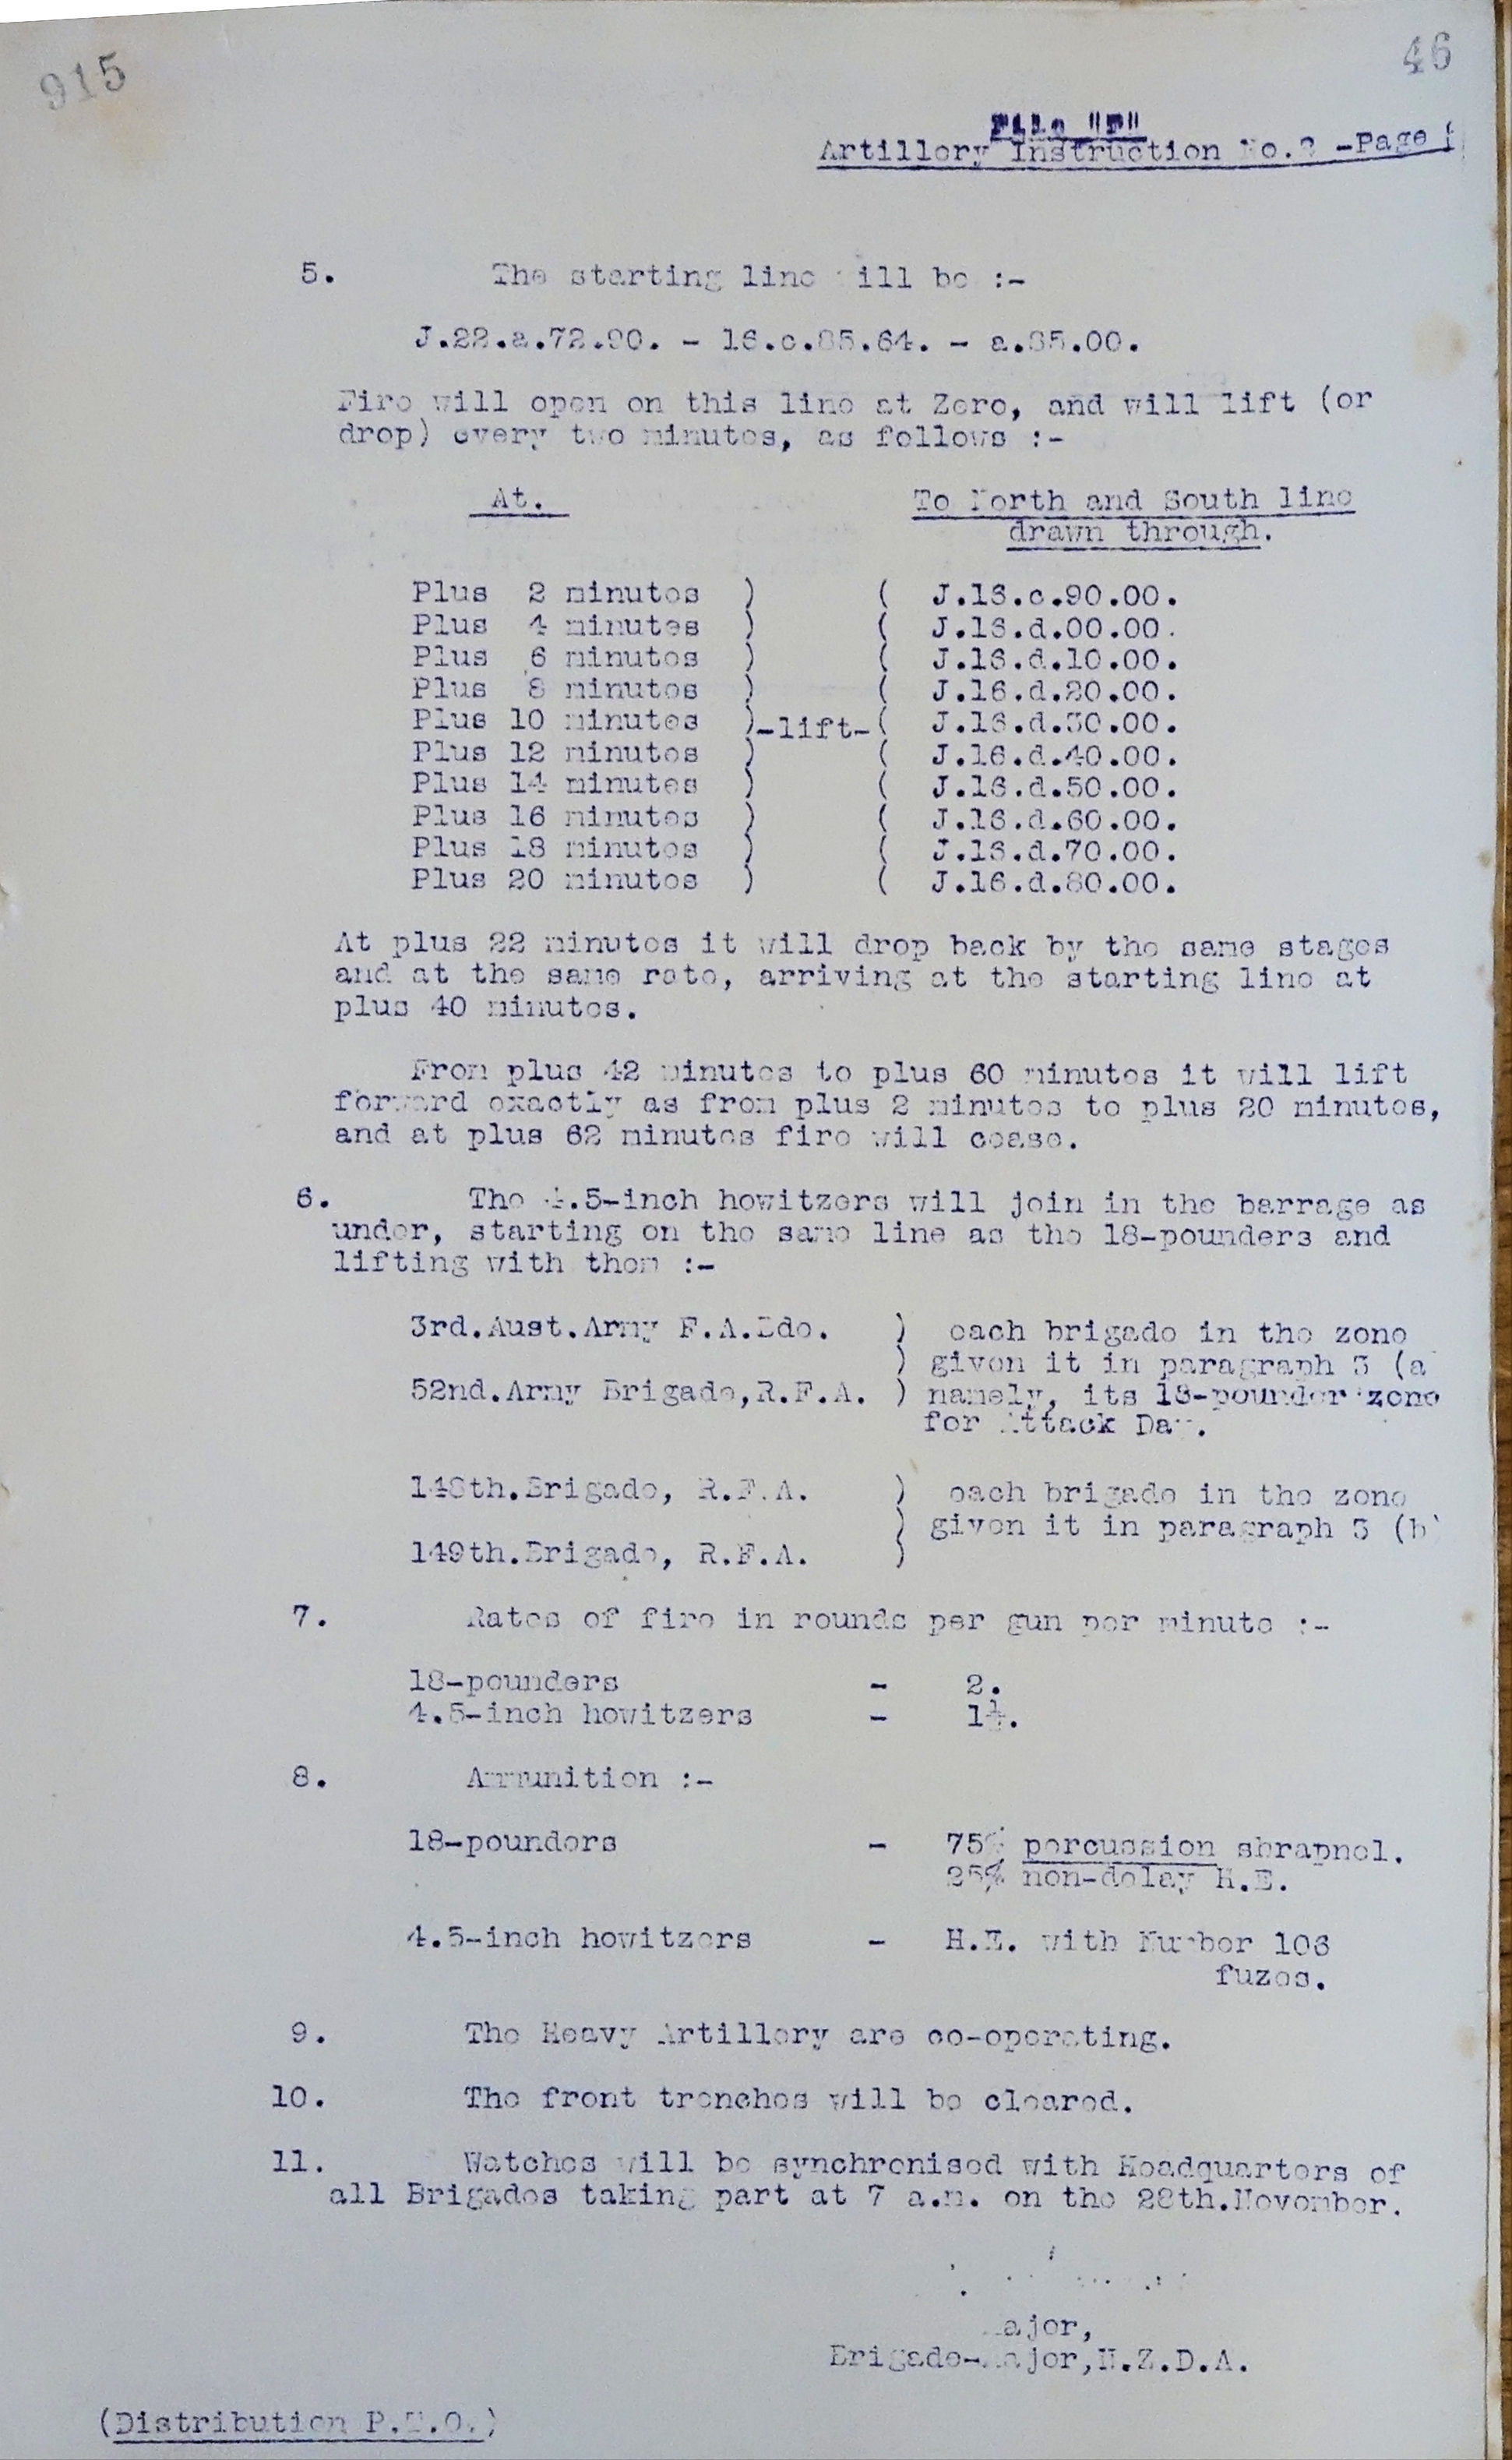 915
46
File "F"
Artillery Instruction No.2 -Page
5. The starting line will be :-
J.22.a.72.90. - 16.c.85.64. - a.85.00.
Fire will open on this line at Zero, and will lift (or
drop) every two minutes, as follows :-
At. To North and South line
drawn through.
Plus 2 minutes ) ( J.16.c.90.00.
Plus 4 minutes ) ( J.16.d.00.00.
Plus 6 minutes ) ( J.16.d.10.00.
Plus 8 minutes ) ( J.16.d.20.00.
Plus 10 minutes )-lift-( J.16.d.30.00.
Plus 12 minutes ) ( J.16.d.40.00.
Plus 14 minutes ) ( J.16.d.50.00.
Plus 16 minutes ) ( J.16.d.60.00.
Plus 18 minutes ) ( J.16.d.70.00.
Plus 20 minutes ) ( J.16.d.80.00.
At plus 22 minutes it will drop back by the same stages
and at the same rate, arriving at the starting line at
plus 40 minutes.
From plus 42 minutes to plus 60 minutes it will lift
forward exactly as from plus 2 minutes to plus 20 minutes,
and at plus 62 minutes fire will cease.
6. The 4.5-inch howitzers will join in the barrage as
under, starting on the same line as the 18-pounders and
lifting with them :-
3rd.Aust.Army F.A.Bde. ) each brigade in the zone
) given it in paragraph 3 (a
52nd.Army Brigade,R.F.A. ) namely, its 18-pounder zone
for Attack Day.
148th.Brigade, R.F.A. ) each brigade in the zone
) given it in paragraph 3 (b)
149th.Brigade, R.F.A. )
7. Rates of fire in rounds per gun per minute :-
18-pounders - 2.
4.5-inch howitzers -
8. Ammunition :-
18-pounders - 75% percussion shrapnel.
25% non-delay H.E.
4.5-inch howitzers - H.E. with Number 106
fuzes.
9. The Heavy Artillery are co-operating.
10. The front trenches will be cleared.
11. Watches will be synchronised with Headquarters of
all Brigades taking part at 7 a.m. on the 28th.November.
Major,
Brigade-Major,N.Z.D.A.
(Distribution P.T.O.)